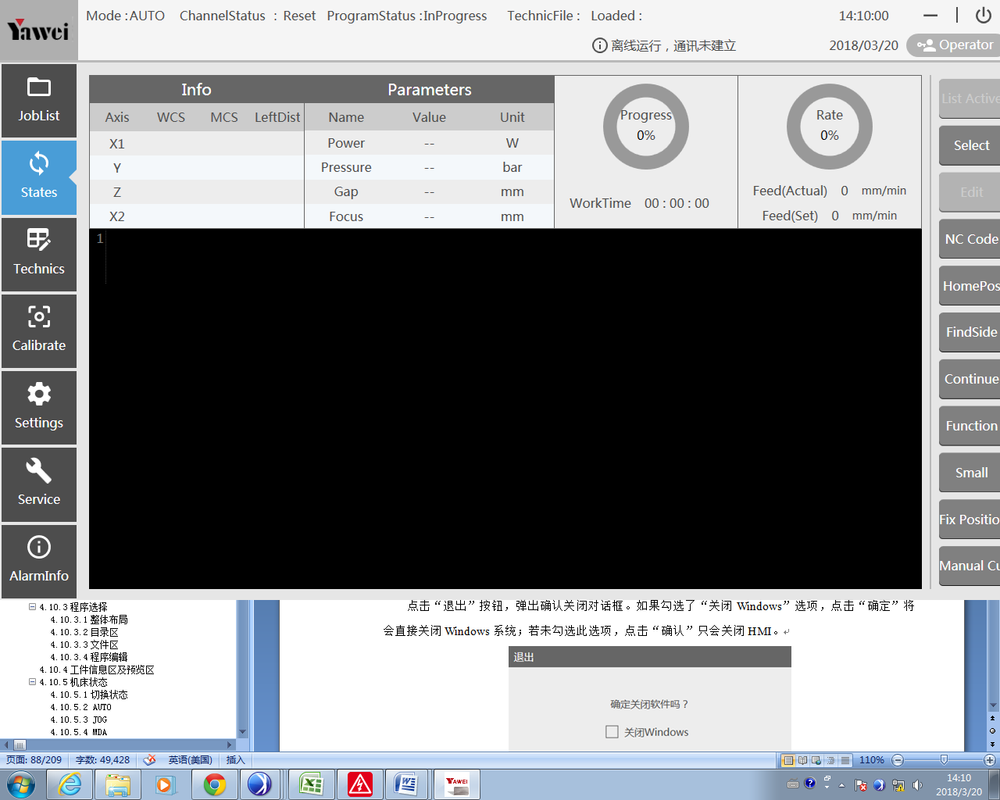 Yawei
Mode : AUTO ChannelStatus : Reset ProgramStatus : InProgress TechnicFile : Loaded : 14:10:00
离线运行，通讯未建立 2018/03/20 Operator
JobList
States
Technics
Calibrate
Settings
Service
AlarmInfo
Info Parameters
Axis WCS MCS LeftDist Name Value Unit
X1 Power -- W
Y Pressure -- bar
Z Gap -- mm
X2 Focus -- mm
Progress
0%
WorkTime 00 : 00 : 00
Rate
0%
Feed(Actual) 0 mm/min
Feed(Set) 0 mm/min
1
List Active
Select
Edit
NC Code
HomePos
FindSide
Continue
Function
Small
Fix Positio
Manual Cu
4.10.3 程序选择
4.10.3.1 整体布局
4.10.3.2 目录区
4.10.3.3 文件区
4.10.3.4 程序编辑
4.10.4 工件信息区及预览区
4.10.5 机床状态
4.10.5.1 切换状态
4.10.5.2 AUTO
4.10.5.3 JOG
4.10.5.4 MDA
点击“退出”按钮，弹出确认关闭对话框。如果勾选了“关闭 Windows”选项，点击“确定”将
会直接关闭 Windows 系统；若未勾选此选项，点击“确认”只会关闭 HMI。
退出
确定关闭软件吗？
关闭Windows
页面: 88/209 字数: 49,428 英语(美国) 插入 110%
YAWEI
14:10
2018/3/20